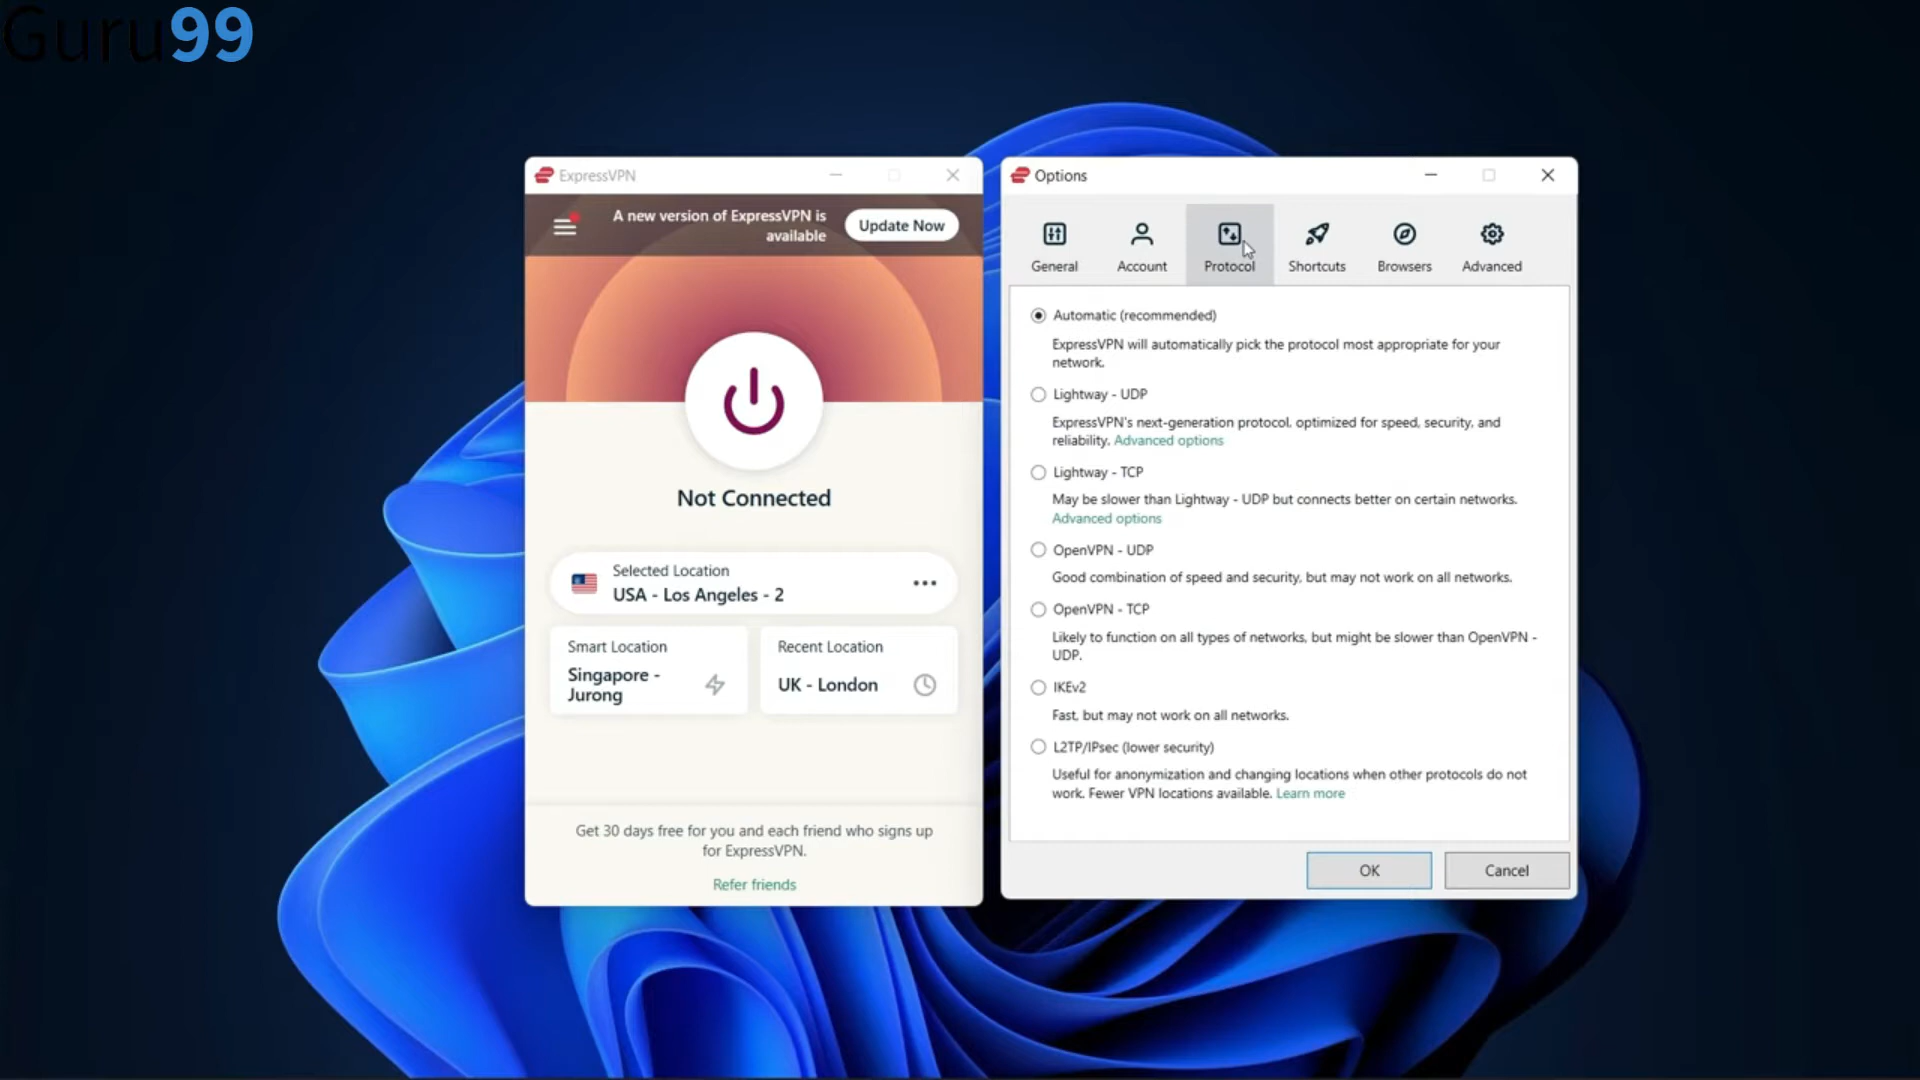 Guru99
ExpressVPN
A new version of ExpressVPN is
available
Update Now
Not Connected
Selected Location
USA - Los Angeles - 2
Smart Location
Singapore -
Jurong
Recent Location
UK - London
Get 30 days free for you and each friend who signs up
for ExpressVPN.
Refer friends
Options
General
Account
Protocol
Shortcuts
Browsers
Advanced
Automatic (recommended)
ExpressVPN will automatically pick the protocol most appropriate for your
network.
Lightway - UDP
ExpressVPN's next-generation protocol, optimized for speed, security, and
reliability. Advanced options
Lightway - TCP
May be slower than Lightway - UDP but connects better on certain networks.
Advanced options
OpenVPN - UDP
Good combination of speed and security, but may not work on all networks.
OpenVPN - TCP
Likely to function on all types of networks, but might be slower than OpenVPN -
UDP.
IKEv2
Fast, but may not work on all networks.
L2TP/IPsec (lower security)
Useful for anonymization and changing locations when other protocols do not
work. Fewer VPN locations available. Learn more
OK
Cancel